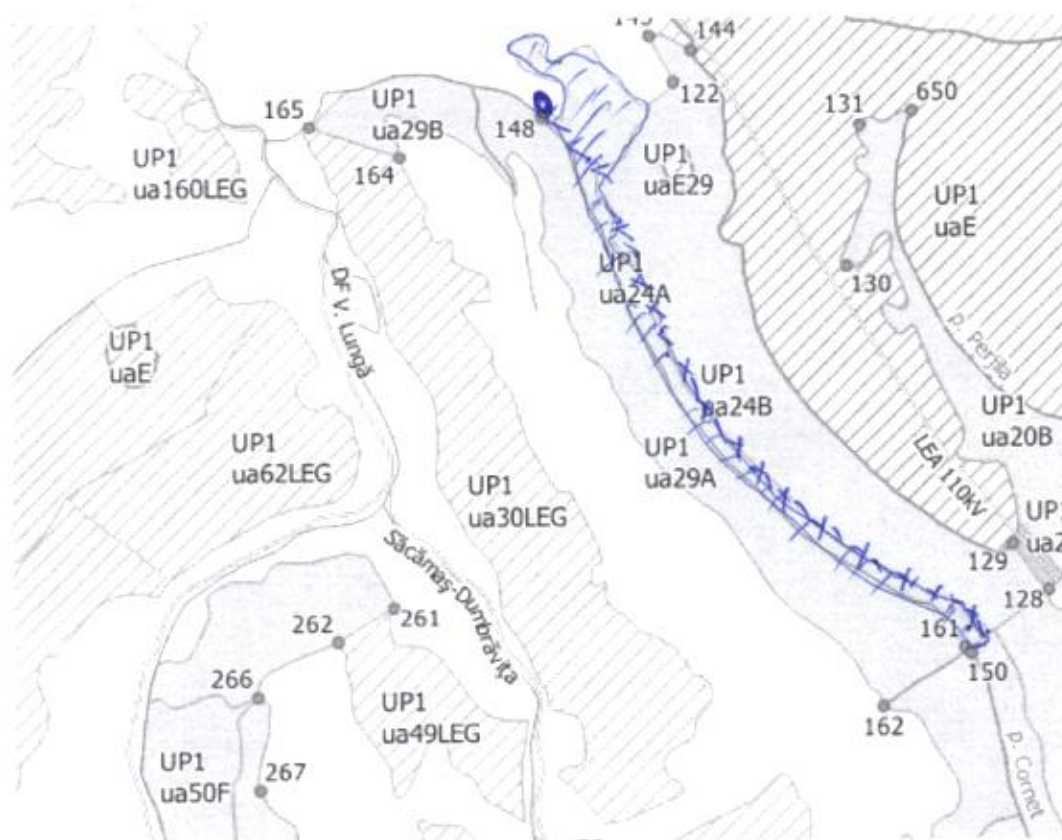 144
122
131
650
165
UP1
ua29B
148
164
UP1
ua160LEG
UP1
uaE29
UP1
uaE
UP1
ua24A
130
DF V. Lungă
p. Perjila
UP1
uaE
UP1
ua24B
UP1
ua20B
UP1
ua62LEG
UP1
ua29A
LEA 110kV
UP1
ua30LEG
129
128
Săcămaș-Dumbrăvița
261
262
161
150
266
162
UP1
ua49LEG
UP1
ua50F
267
p. Cornet